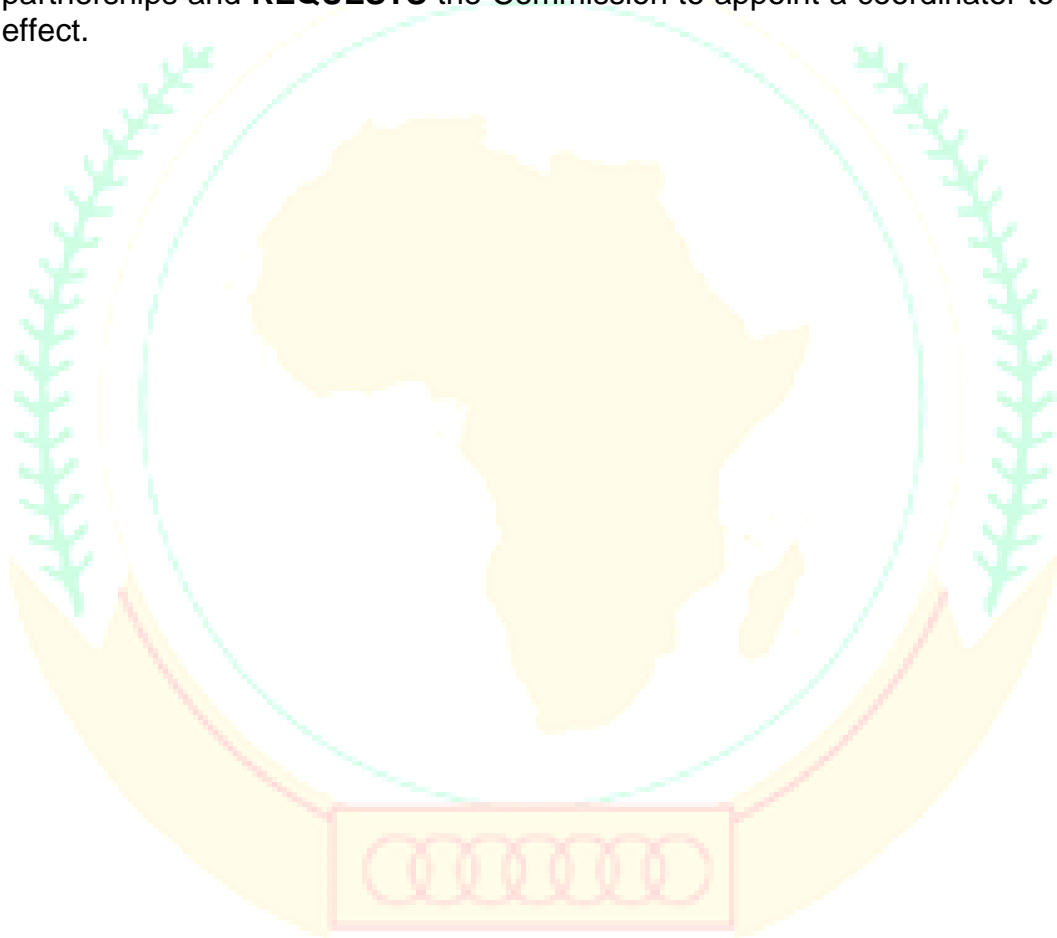 partnerships and REQUESTS the Commission to appoint a coordinator to
effect.